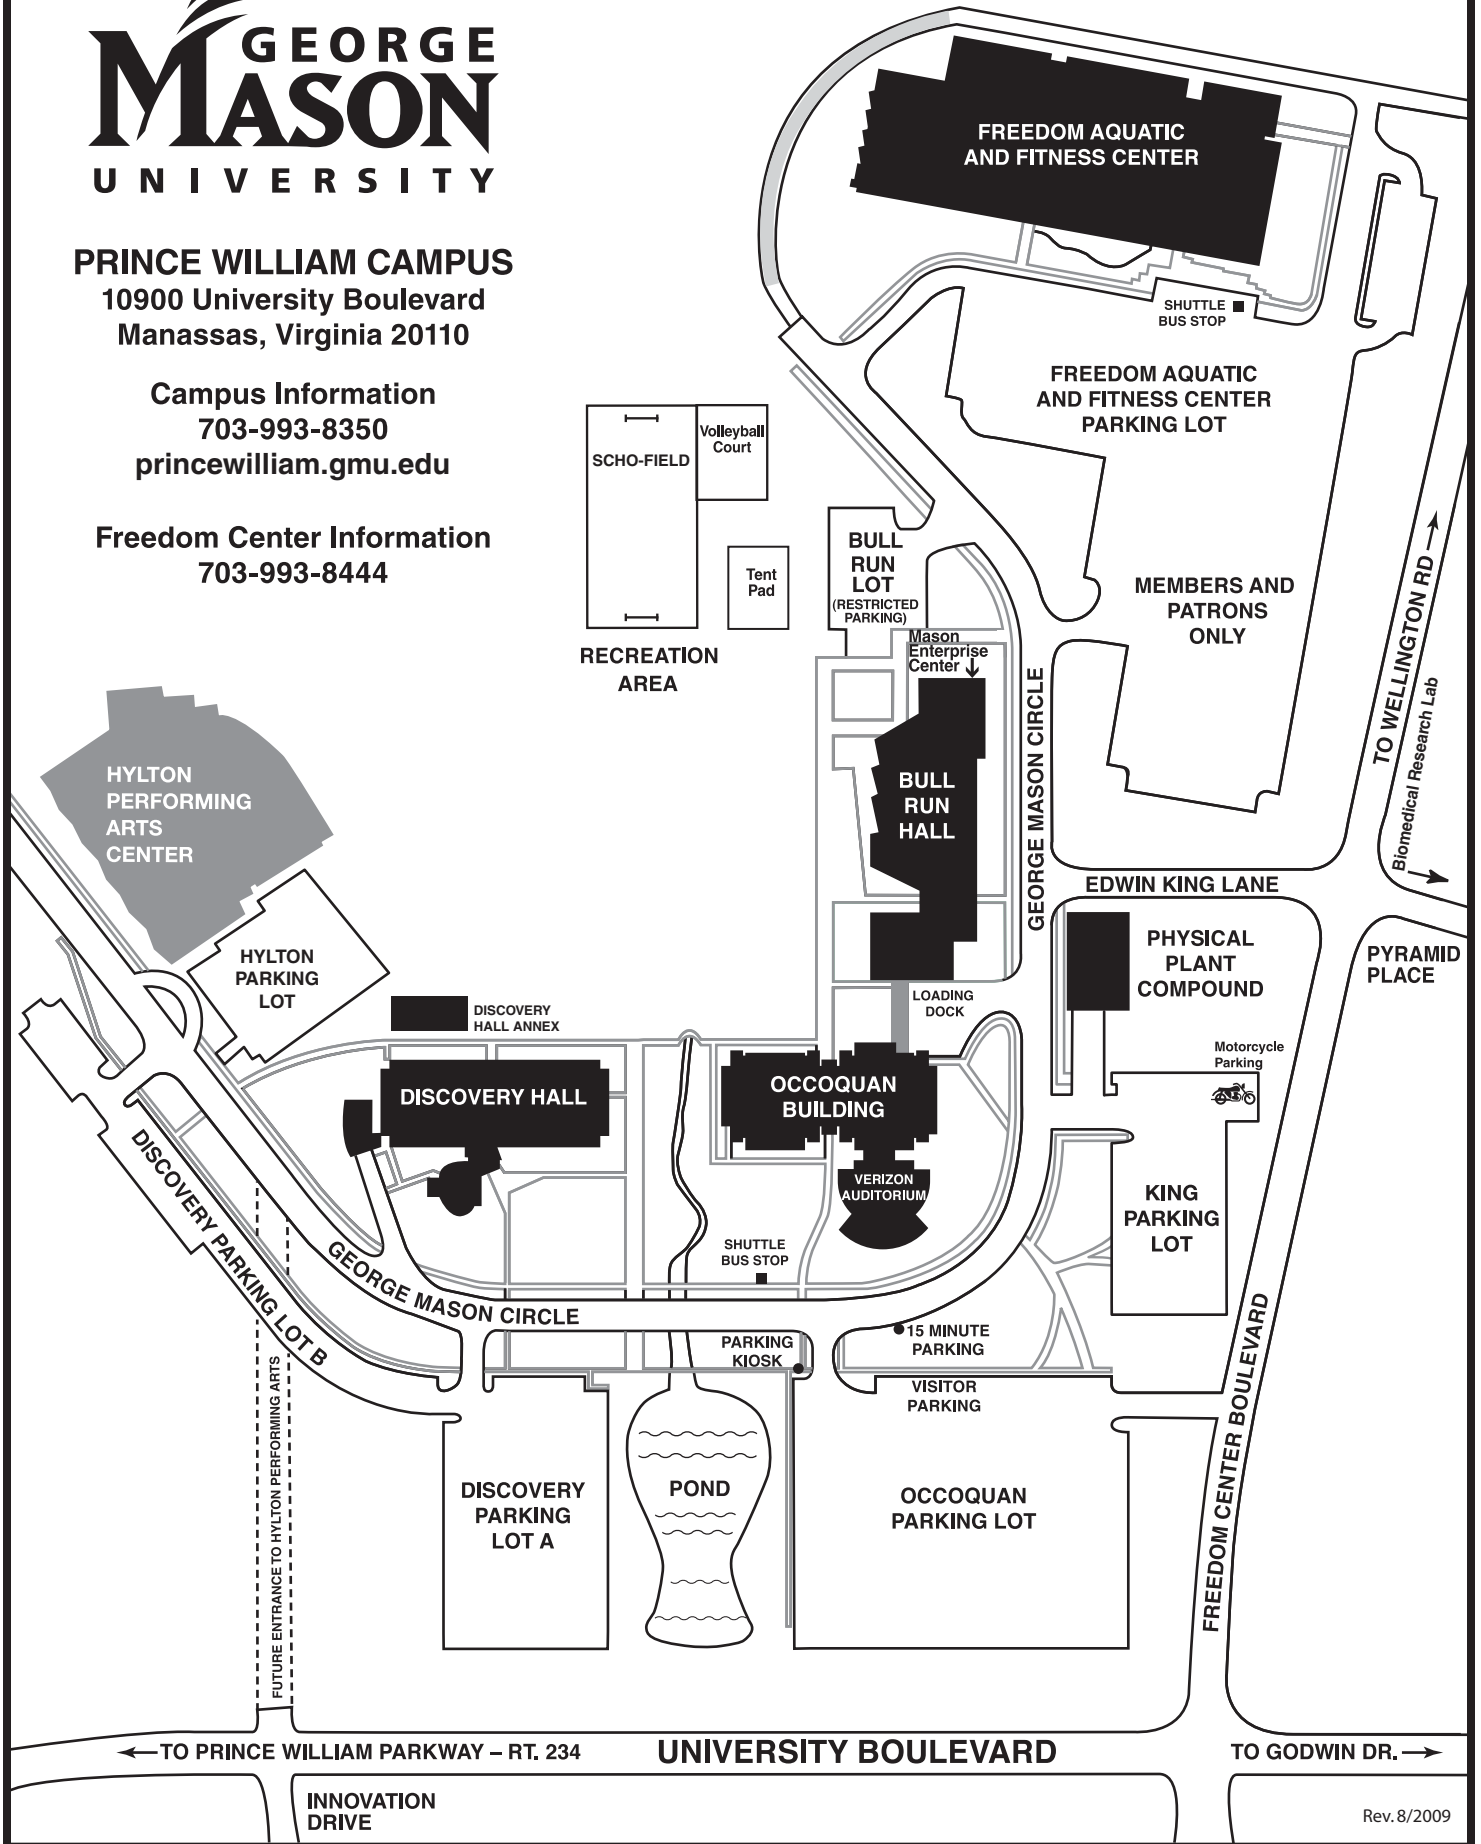 GEORGE
MASON
UNIVERSITY
PRINCE WILLIAM CAMPUS
10900 University Boulevard
Manassas, Virginia 20110
Campus Information
703-993-8350
princewilliam.gmu.edu
Freedom Center Information
703-993-8444
FREEDOM AQUATIC
AND FITNESS CENTER
SHUTTLE
BUS STOP
FREEDOM AQUATIC
AND FITNESS CENTER
PARKING LOT
SCHO-FIELD
Volleyball
Court
BULL
RUN
LOT
(RESTRICTED
PARKING)
Tent
Pad
MEMBERS AND
PATRONS
ONLY
RECREATION
AREA
Mason
Enterprise
Center
TO WELLINGTON RD
Biomedical Research Lab
GEORGE MASON CIRCLE
HYLTON
PERFORMING
ARTS
CENTER
BULL
RUN
HALL
EDWIN KING LANE
PHYSICAL
PLANT
COMPOUND
PYRAMID
PLACE
HYLTON
PARKING
LOT
DISCOVERY
HALL ANNEX
LOADING
DOCK
Motorcycle
Parking
DISCOVERY HALL
OCCOQUAN
BUILDING
VERIZON
AUDITORIUM
KING
PARKING
LOT
DISCOVERY PARKING LOT B
GEORGE MASON CIRCLE
SHUTTLE
BUS STOP
PARKING
KIOSK
15 MINUTE
PARKING
VISITOR
PARKING
FREEDOM CENTER BOULEVARD
FUTURE ENTRANCE TO HYLTON PERFORMING ARTS
DISCOVERY
PARKING
LOT A
POND
OCCOQUAN
PARKING LOT
TO PRINCE WILLIAM PARKWAY – RT. 234
UNIVERSITY BOULEVARD
TO GODWIN DR.
INNOVATION
DRIVE
Rev. 8/2009